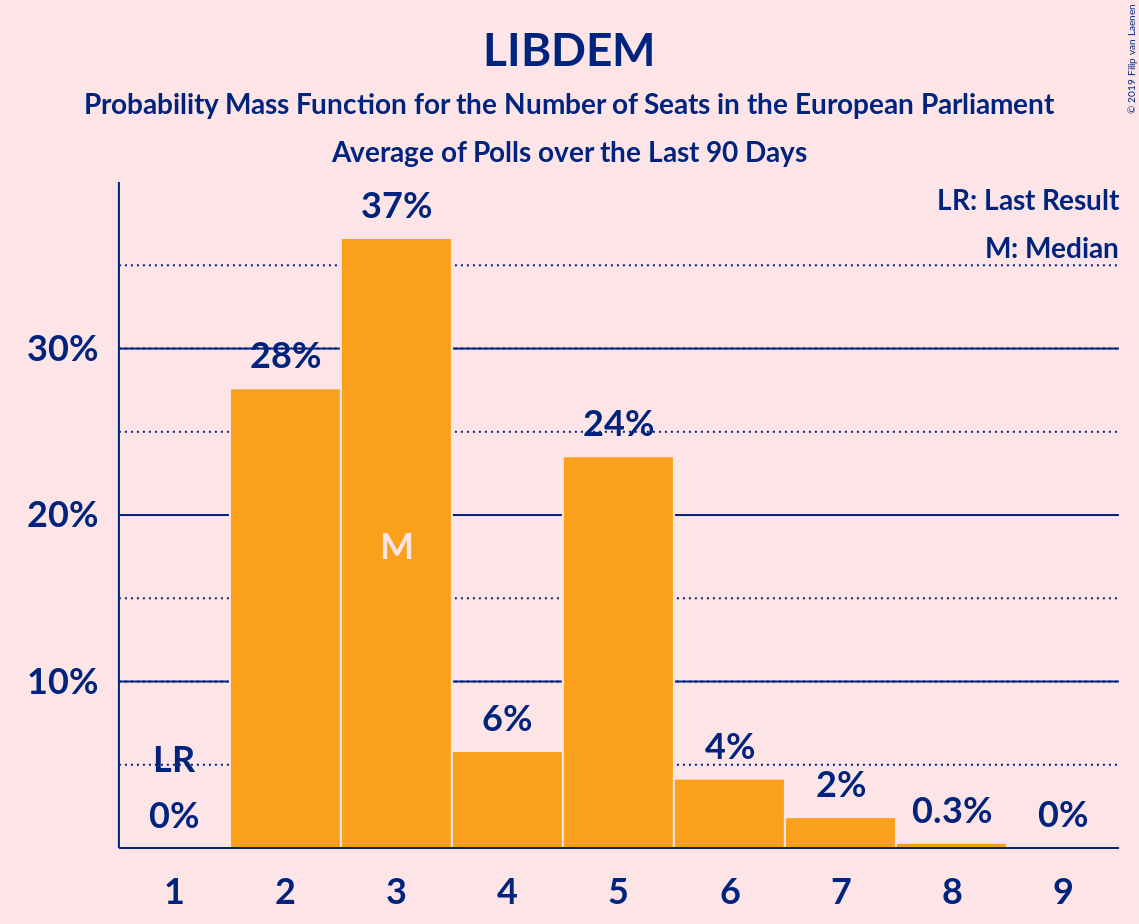 LIBDEM
Probability Mass Function for the Number of Seats in the European Parliament
Average of Polls over the Last 90 Days
© 2019 Filip van Laenen
LR: Last Result
M: Median
37%
30%
28%
24%
20%
M
10%
6%
4%
LR
2%
0%
0.3%
0%
1 2 3 4 5 6 7 8 9